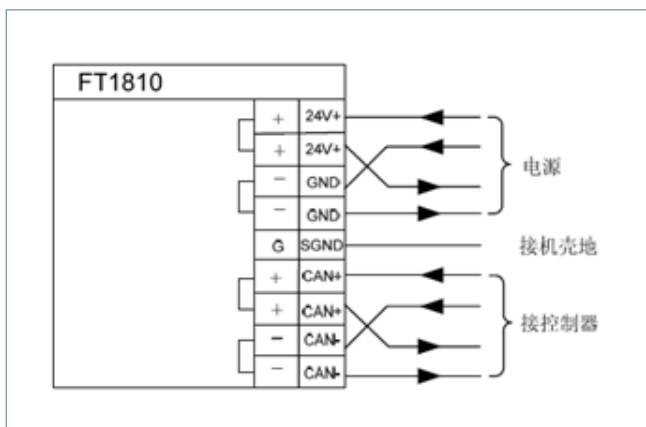 FT1810
+ 24V+
+ 24V+
电源
− GND
− GND
G SGND 接机壳地
+ CAN+
+ CAN+
接控制器
− CAN-
− CAN-